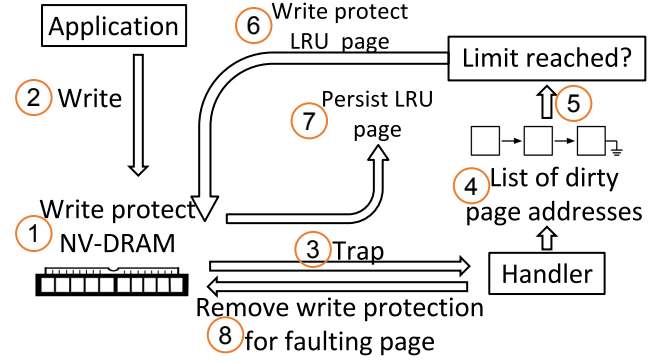 Application
6
Write protect
LRU page
Limit reached?
2
Write
7
Persist LRU
page
5
4
List of dirty
page addresses
1
Write protect
NV-DRAM
3
Trap
Handler
Remove write protection
8
for faulting page